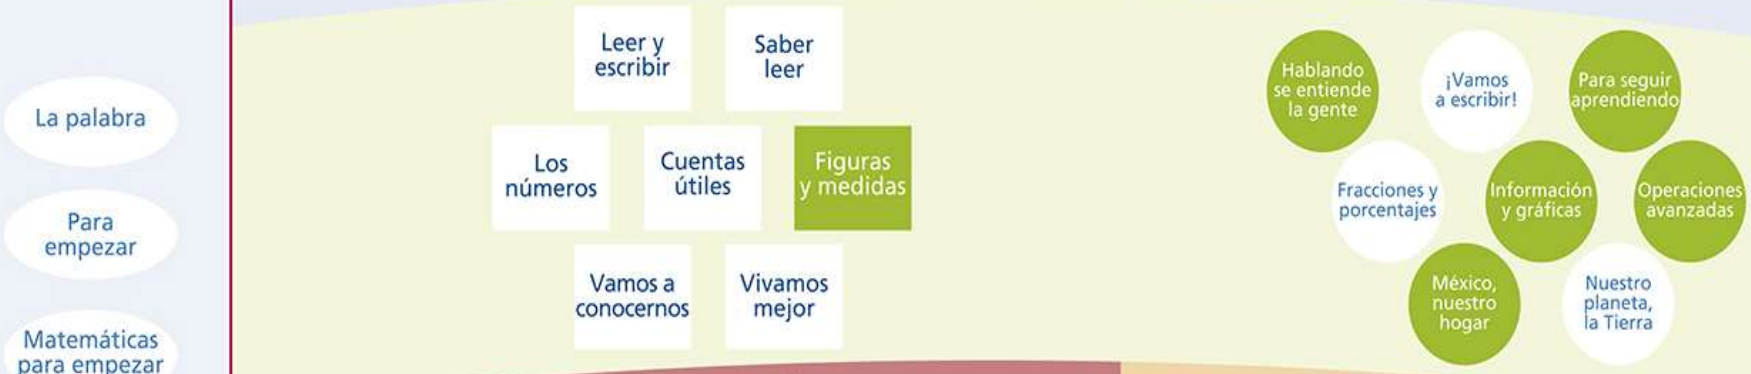 La palabra
Para
empezar
Matemáticas
para empezar
Leer y
escribir
Saber
leer
Los
números
Cuentas
útiles
Figuras
y medidas
Vamos a
conocernos
Vivamos
mejor
Hablando
se entiende
la gente
¡Vamos
a escribir!
Para seguir
aprendiendo
Fracciones y
porcentajes
Información
y gráficas
Operaciones
avanzadas
México,
nuestro
hogar
Nuestro
planeta,
la Tierra